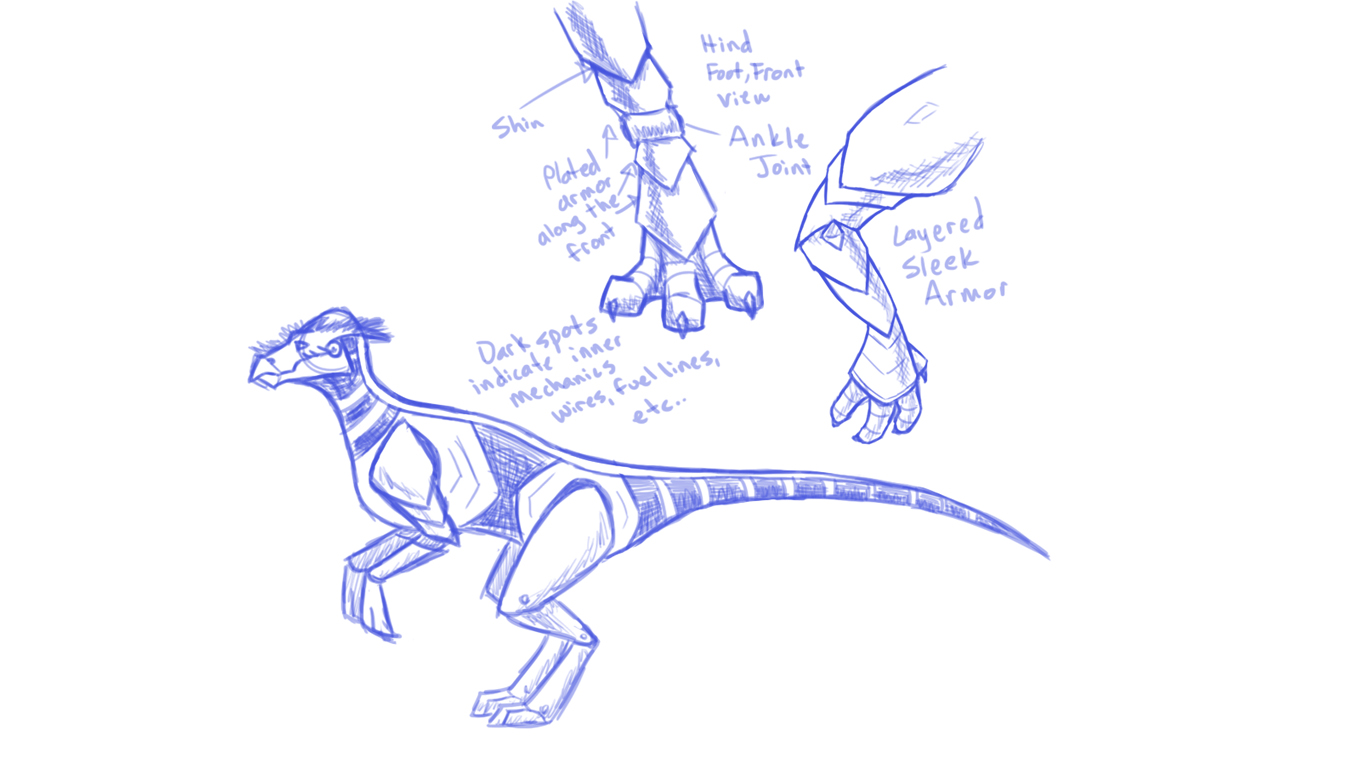 Hind
Foot, Front
view
Shin
Ankle
Joint
Plated
armor
along the
front
Layered
Sleek
Armor
Dark spots
indicate inner
mechanics
wires, fuel lines,
etc..